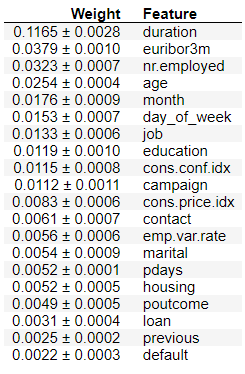 Weight Feature
0.1165 ± 0.0028 duration
0.0379 ± 0.0010 euribor3m
0.0323 ± 0.0007 nr.employed
0.0254 ± 0.0004 age
0.0176 ± 0.0009 month
0.0153 ± 0.0007 day_of_week
0.0133 ± 0.0006 job
0.0119 ± 0.0010 education
0.0115 ± 0.0008 cons.conf.idx
0.0112 ± 0.0011 campaign
0.0083 ± 0.0006 cons.price.idx
0.0061 ± 0.0007 contact
0.0056 ± 0.0006 emp.var.rate
0.0054 ± 0.0009 marital
0.0052 ± 0.0001 pdays
0.0052 ± 0.0005 housing
0.0049 ± 0.0005 poutcome
0.0031 ± 0.0004 loan
0.0025 ± 0.0002 previous
0.0022 ± 0.0003 default